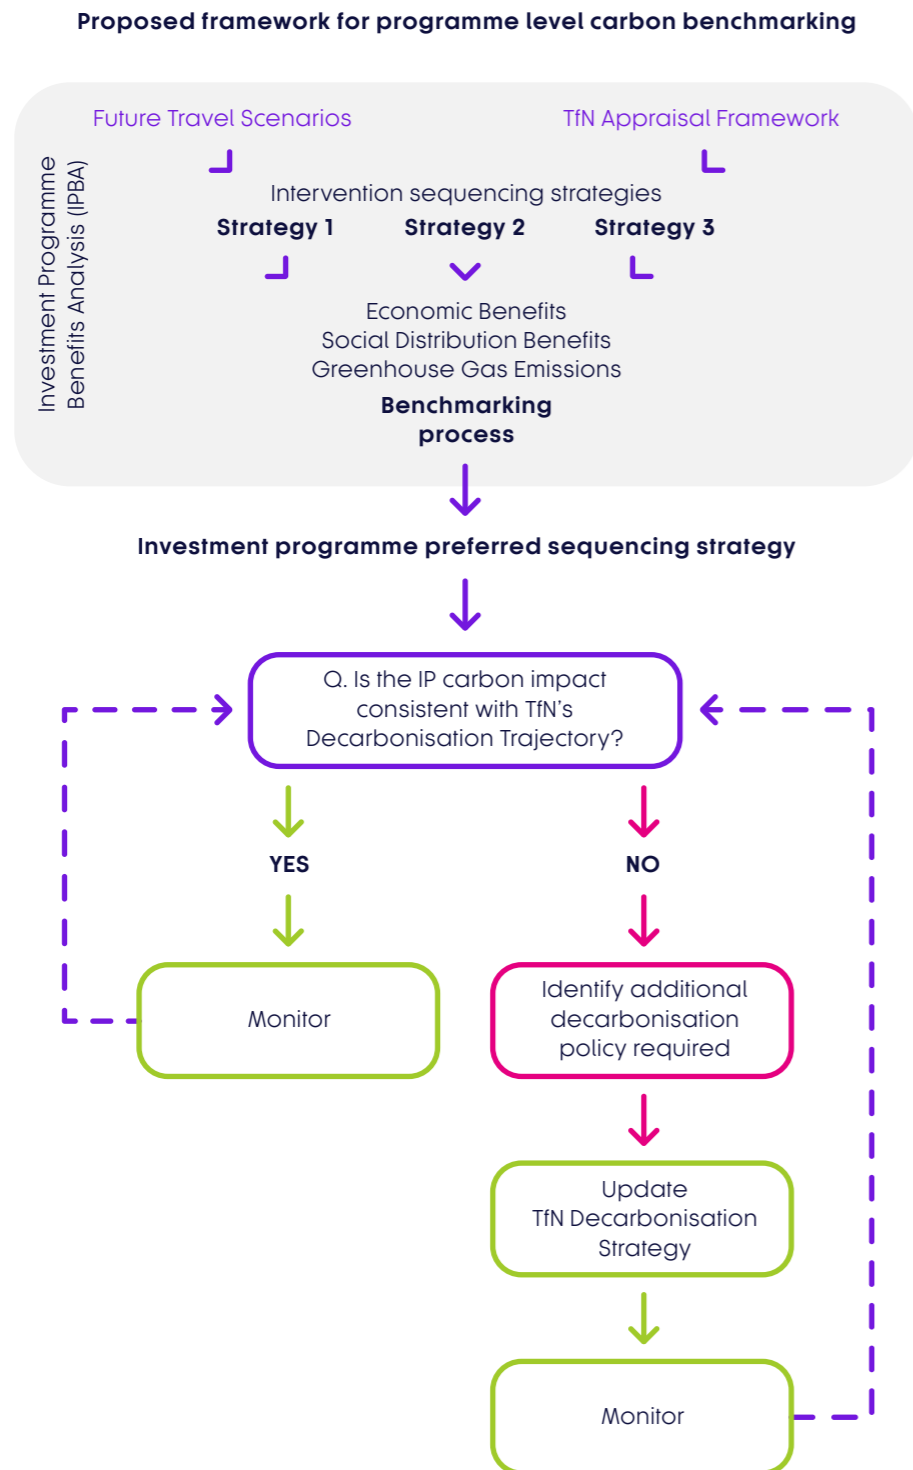 Proposed framework for programme level carbon benchmarking
Future Travel Scenarios
TfN Appraisal Framework
Investment Programme
Benefits Analysis (IPBA)
Intervention sequencing strategies
Strategy 1
Strategy 2
Strategy 3
Economic Benefits
Social Distribution Benefits
Greenhouse Gas Emissions
Benchmarking
process
Investment programme preferred sequencing strategy
Q. Is the IP carbon impact
consistent with TfN's
Decarbonisation Trajectory?
YES
NO
Monitor
Identify additional
decarbonisation
policy required
Update
TfN Decarbonisation
Strategy
Monitor